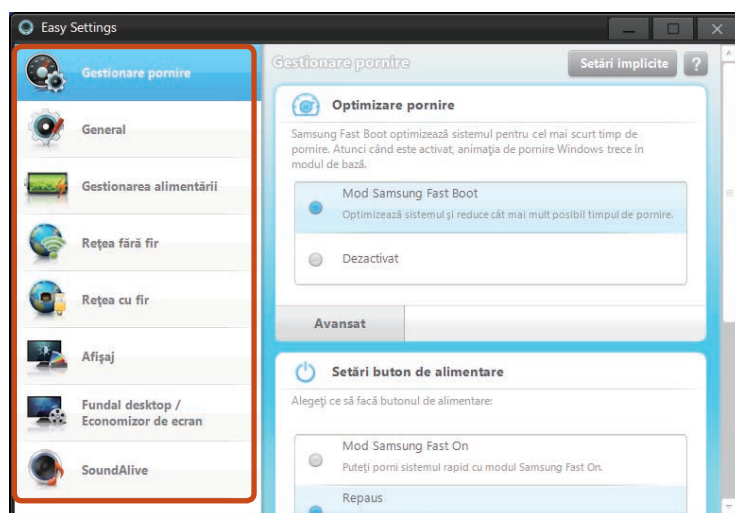 Easy Settings
Gestionare pornire
General
Gestionarea alimentării
Rețea fără fir
Rețea cu fir
Afișaj
Fundal desktop /
Economizor de ecran
SoundAlive
Gestionare pornire
Setări implicite
?
Optimizare pornire
Samsung Fast Boot optimizează sistemul pentru cel mai scurt timp de
pornire. Atunci când este activat, animația de pornire Windows trece în
modul de bază.
Mod Samsung Fast Boot
Optimizează sistemul și reduce cât mai mult posibil timpul de pornire.
Dezactivat
Avansat
Setări buton de alimentare
Alegeți ce să facă butonul de alimentare:
Mod Samsung Fast On
Puteți porni sistemul rapid cu modul Samsung Fast On.
Repaus